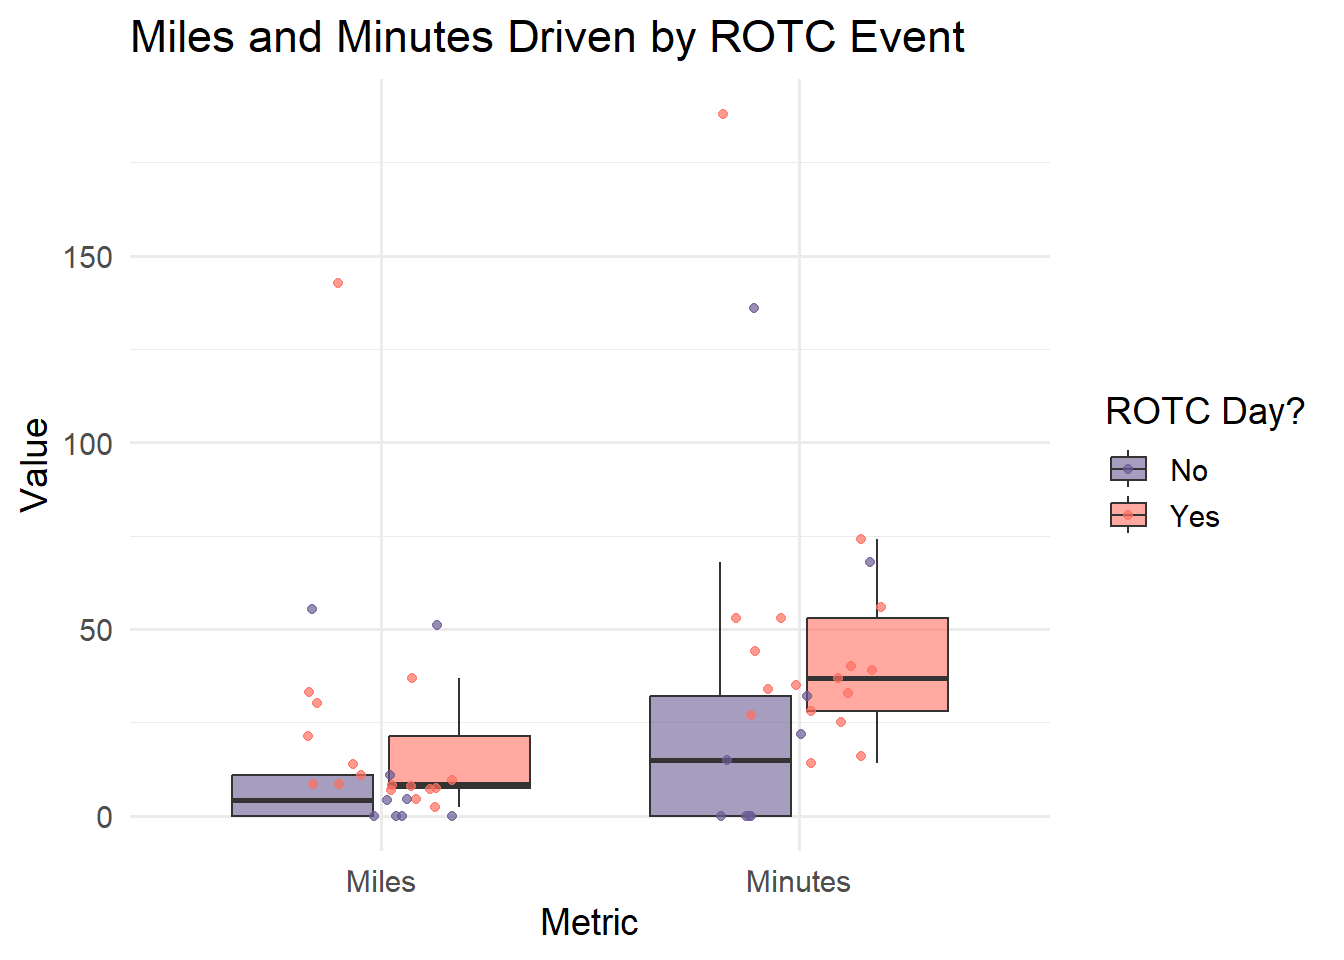 Miles and Minutes Driven by ROTC Event
150
100
50
0
Value
Miles
Minutes
Metric
ROTC Day?
No
Yes